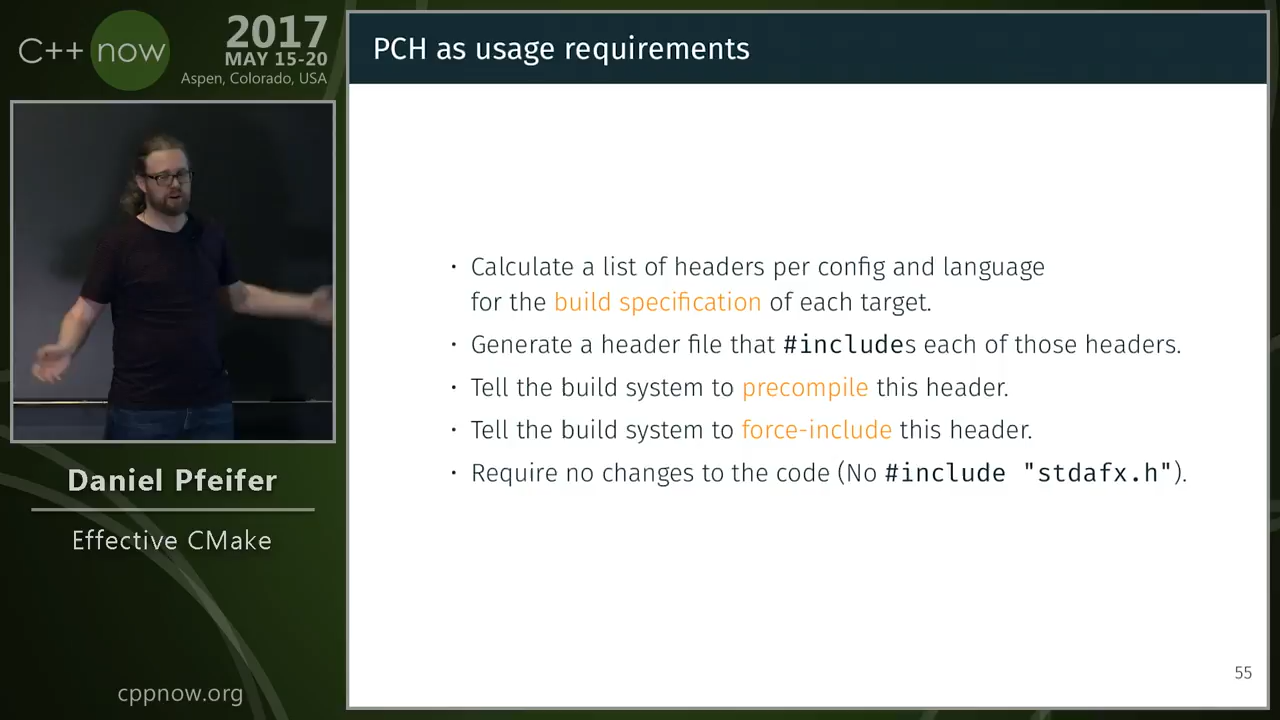 C++ now
2017
MAY 15-20
Aspen, Colorado, USA
Daniel Pfeifer
Effective CMake
cppnow.org
PCH as usage requirements
· Calculate a list of headers per config and language
for the build specification of each target.
· Generate a header file that #includes each of those headers.
· Tell the build system to precompile this header.
· Tell the build system to force-include this header.
· Require no changes to the code (No #include "stdafx.h").
55